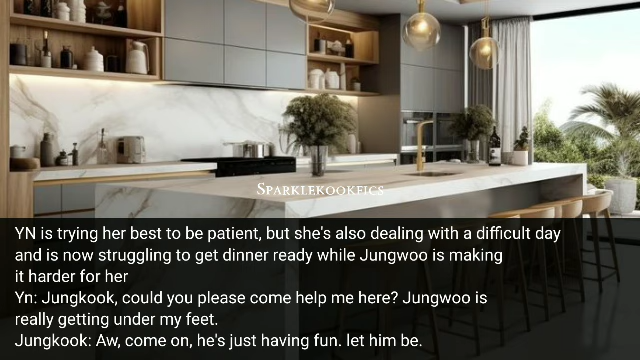 SPARKLEKOOKFICS
YN is trying her best to be patient, but she's also dealing with a difficult day
and is now struggling to get dinner ready while Jungwoo is making
it harder for her
Yn: Jungkook, could you please come help me here? Jungwoo is
really getting under my feet.
Jungkook: Aw, come on, he's just having fun. let him be.